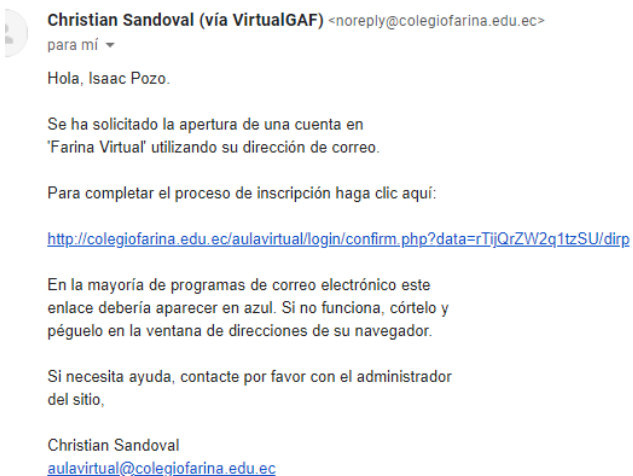 Christian Sandoval (vía VirtualGAF) <noreply@colegiofarina.edu.ec>
para mí
Hola, Isaac Pozo.
Se ha solicitado la apertura de una cuenta en
'Farina Virtual' utilizando su dirección de correo.
Para completar el proceso de inscripción haga clic aquí:
http://colegiofarina.edu.ec/aulavirtual/login/confirm.php?data=rTijQrZW2q1tzSU/dirp
En la mayoría de programas de correo electrónico este
enlace debería aparecer en azul. Si no funciona, córtelo y
péguelo en la ventana de direcciones de su navegador.
Si necesita ayuda, contacte por favor con el administrador
del sitio,
Christian Sandoval
aulavirtual@colegiofarina.edu.ec